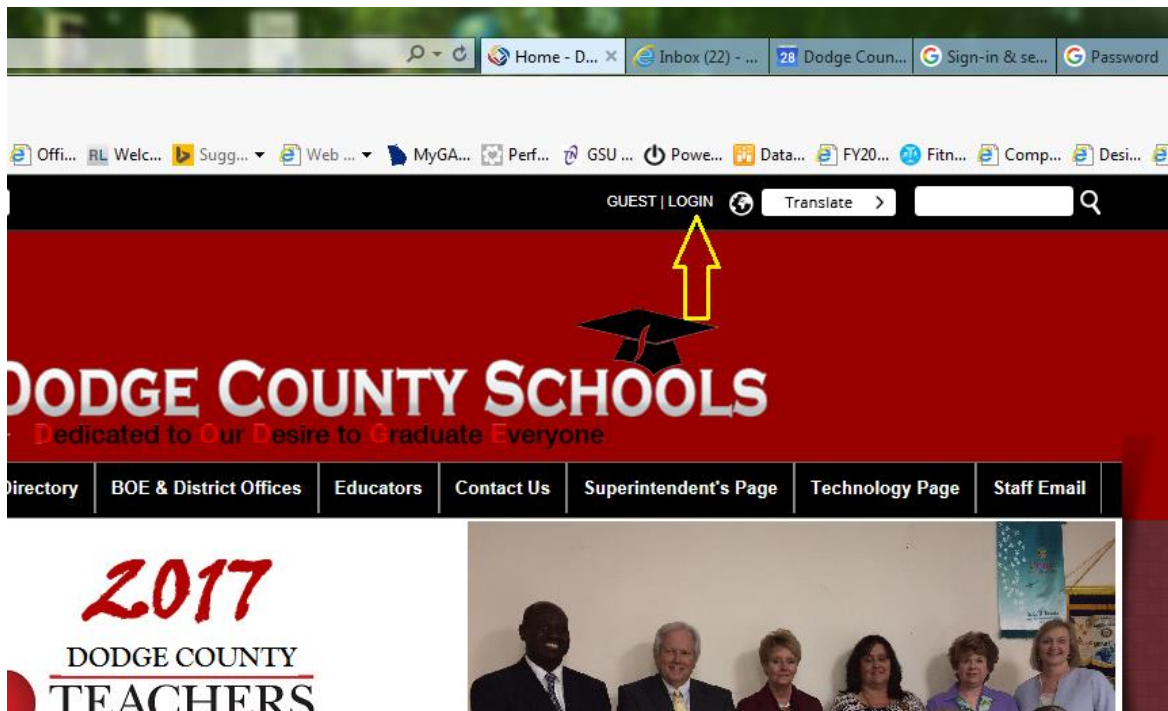 Home - D... Inbox (22) - ... 28 Dodge Coun... Sign-in & se... Password
Offi... RL Welc... Sugg... Web ... MyGA... Perf... GSU ... Powe... Data... FY20... Fitn... Comp... Desi...
GUEST | LOGIN Translate >
DODGE COUNTY SCHOOLS
Dedicated to Our Desire to Graduate Everyone
Directory BOE & District Offices Educators Contact Us Superintendent's Page Technology Page Staff Email
2017
DODGE COUNTY
TEACHERS